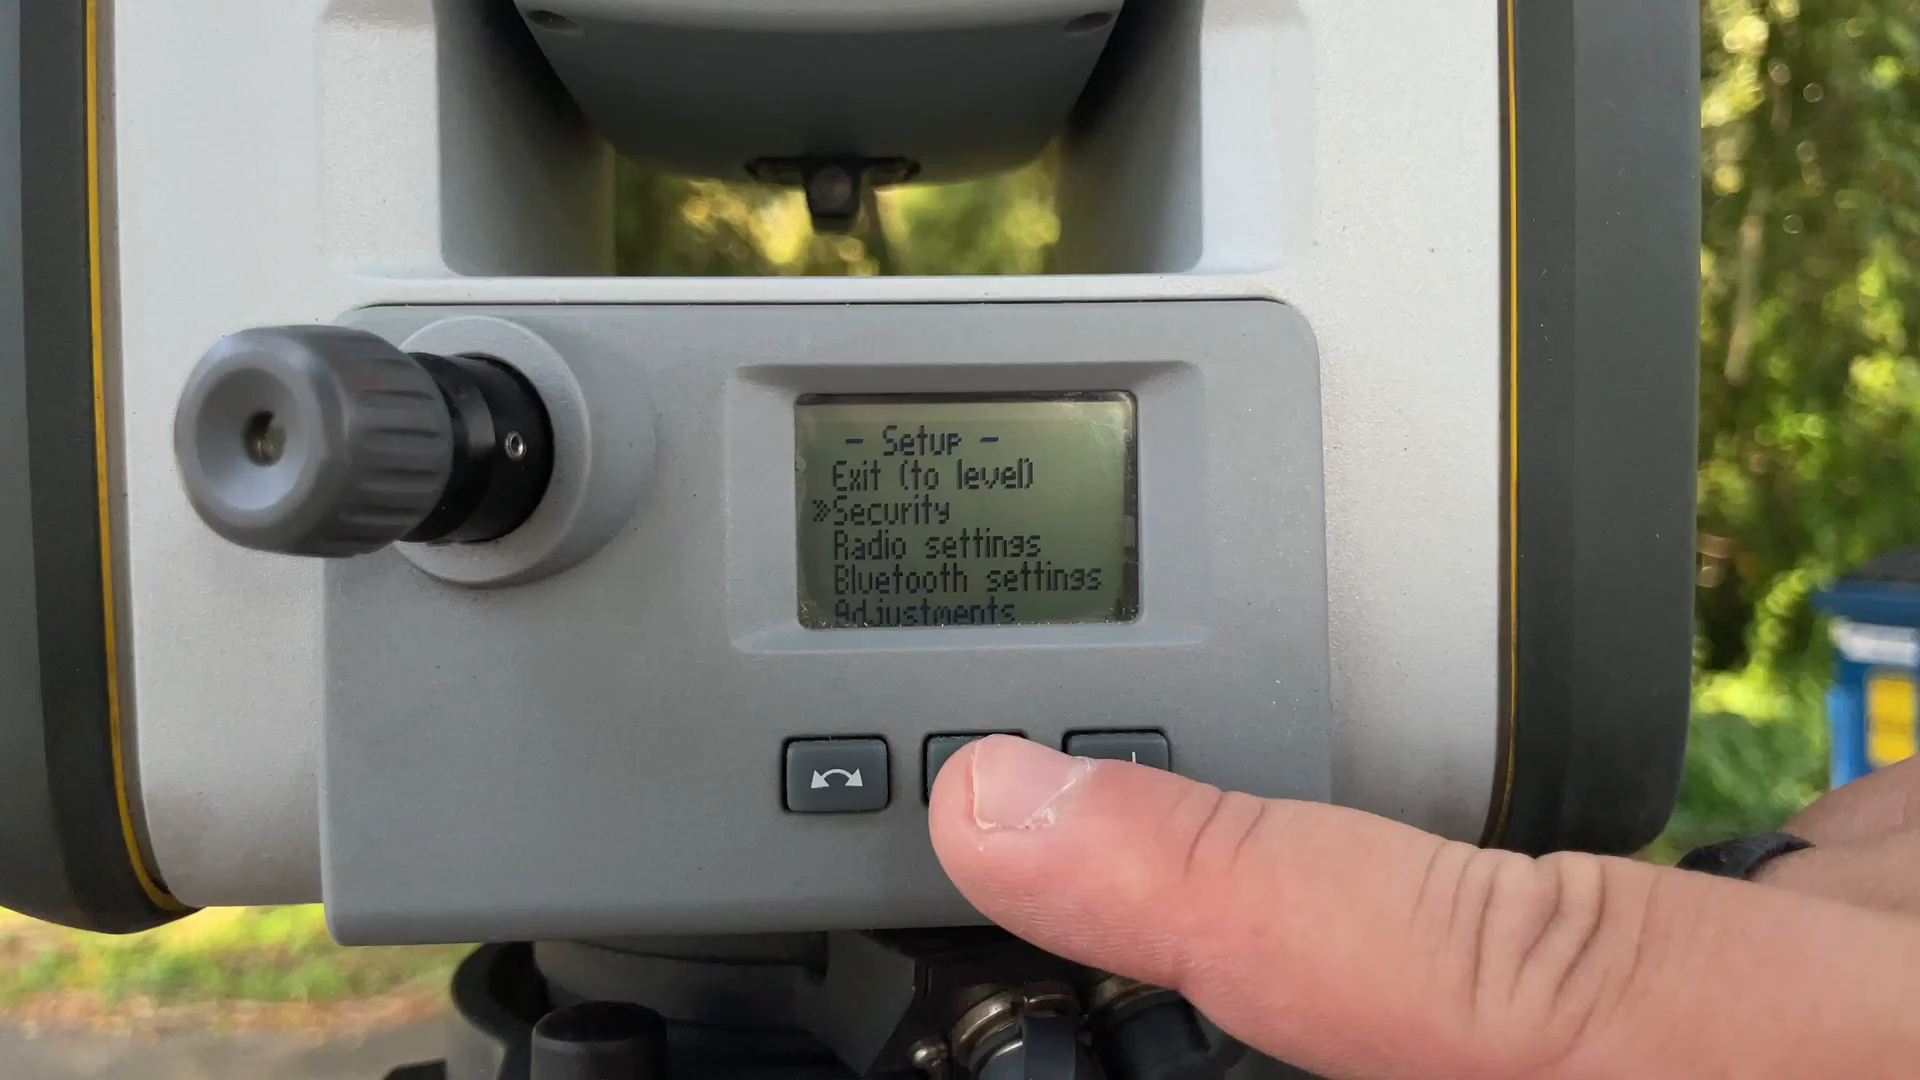 - Setup -
Exit (to level)
»Security
Radio settings
Bluetooth settings
Adjustments